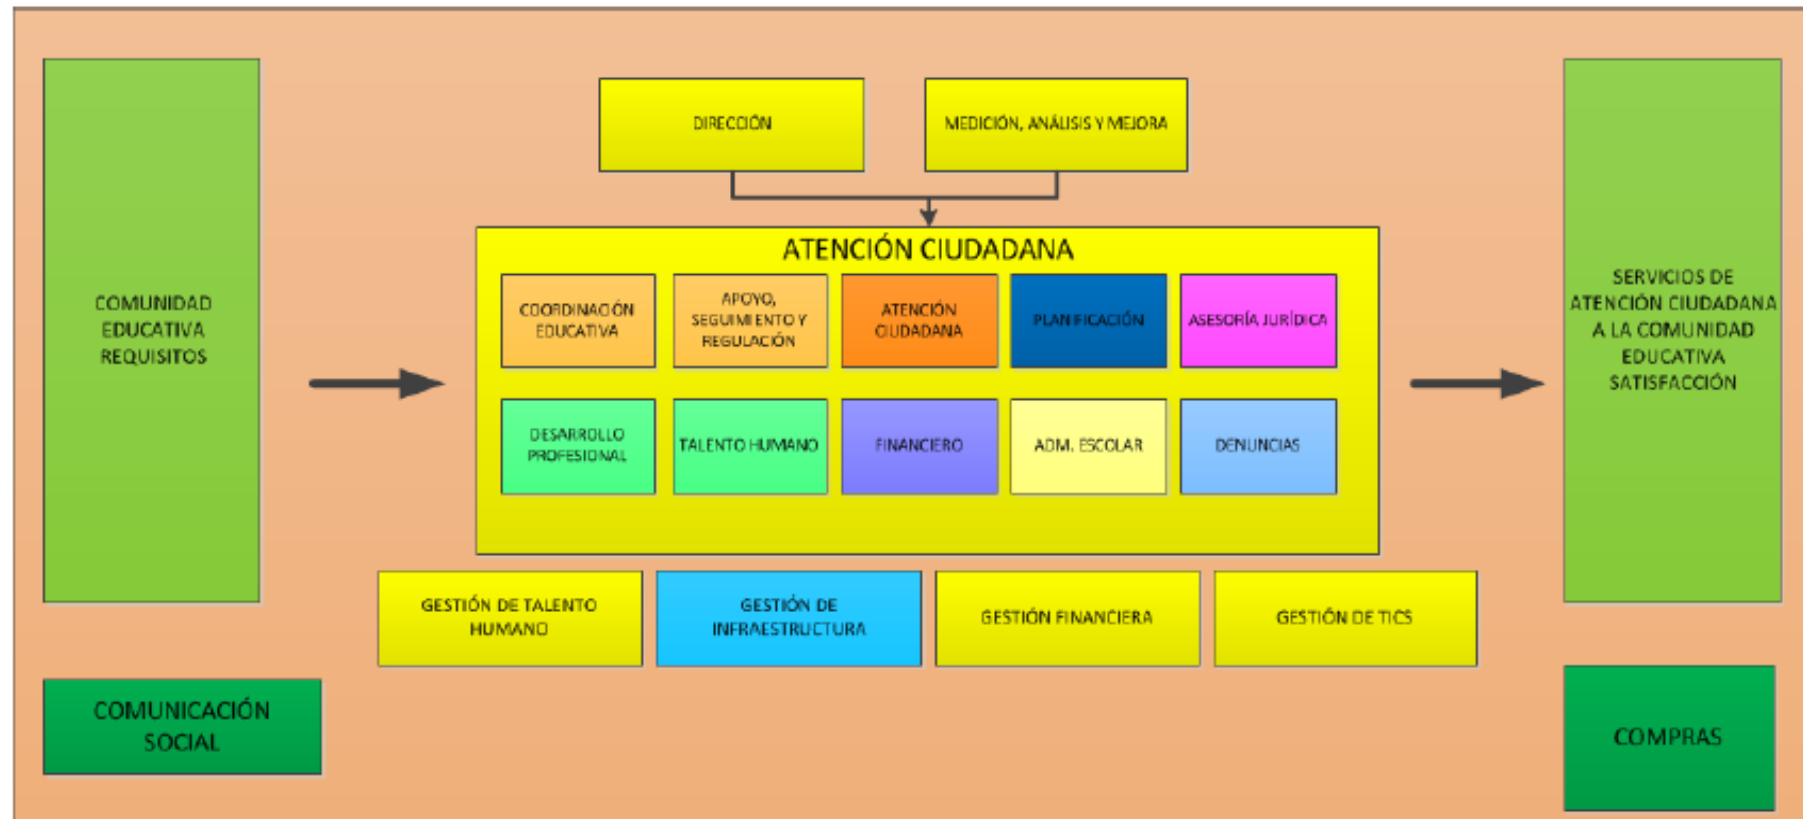 DIRECCIÓN
MEDICIÓN, ANÁLISIS Y MEJORA
COMUNIDAD
EDUCATIVA
REQUISITOS
ATENCIÓN CIUDADANA
COORDINACIÓN
EDUCATIVA
APOYO,
SEGUIMIENTO Y
REGULACIÓN
ATENCIÓN
CIUDADANA
PLANIFICACIÓN
ASESORÍA JURÍDICA
DESARROLLO
PROFESIONAL
TALENTO HUMANO
FINANCIERO
ADM. ESCOLAR
DENUNCIAS
SERVICIOS DE
ATENCIÓN CIUDADANA
A LA COMUNIDAD
EDUCATIVA
SATISFACCIÓN
GESTIÓN DE TALENTO
HUMANO
GESTIÓN DE
INFRAESTRUCTURA
GESTIÓN FINANCIERA
GESTIÓN DE TICS
COMUNICACIÓN
SOCIAL
COMPRAS